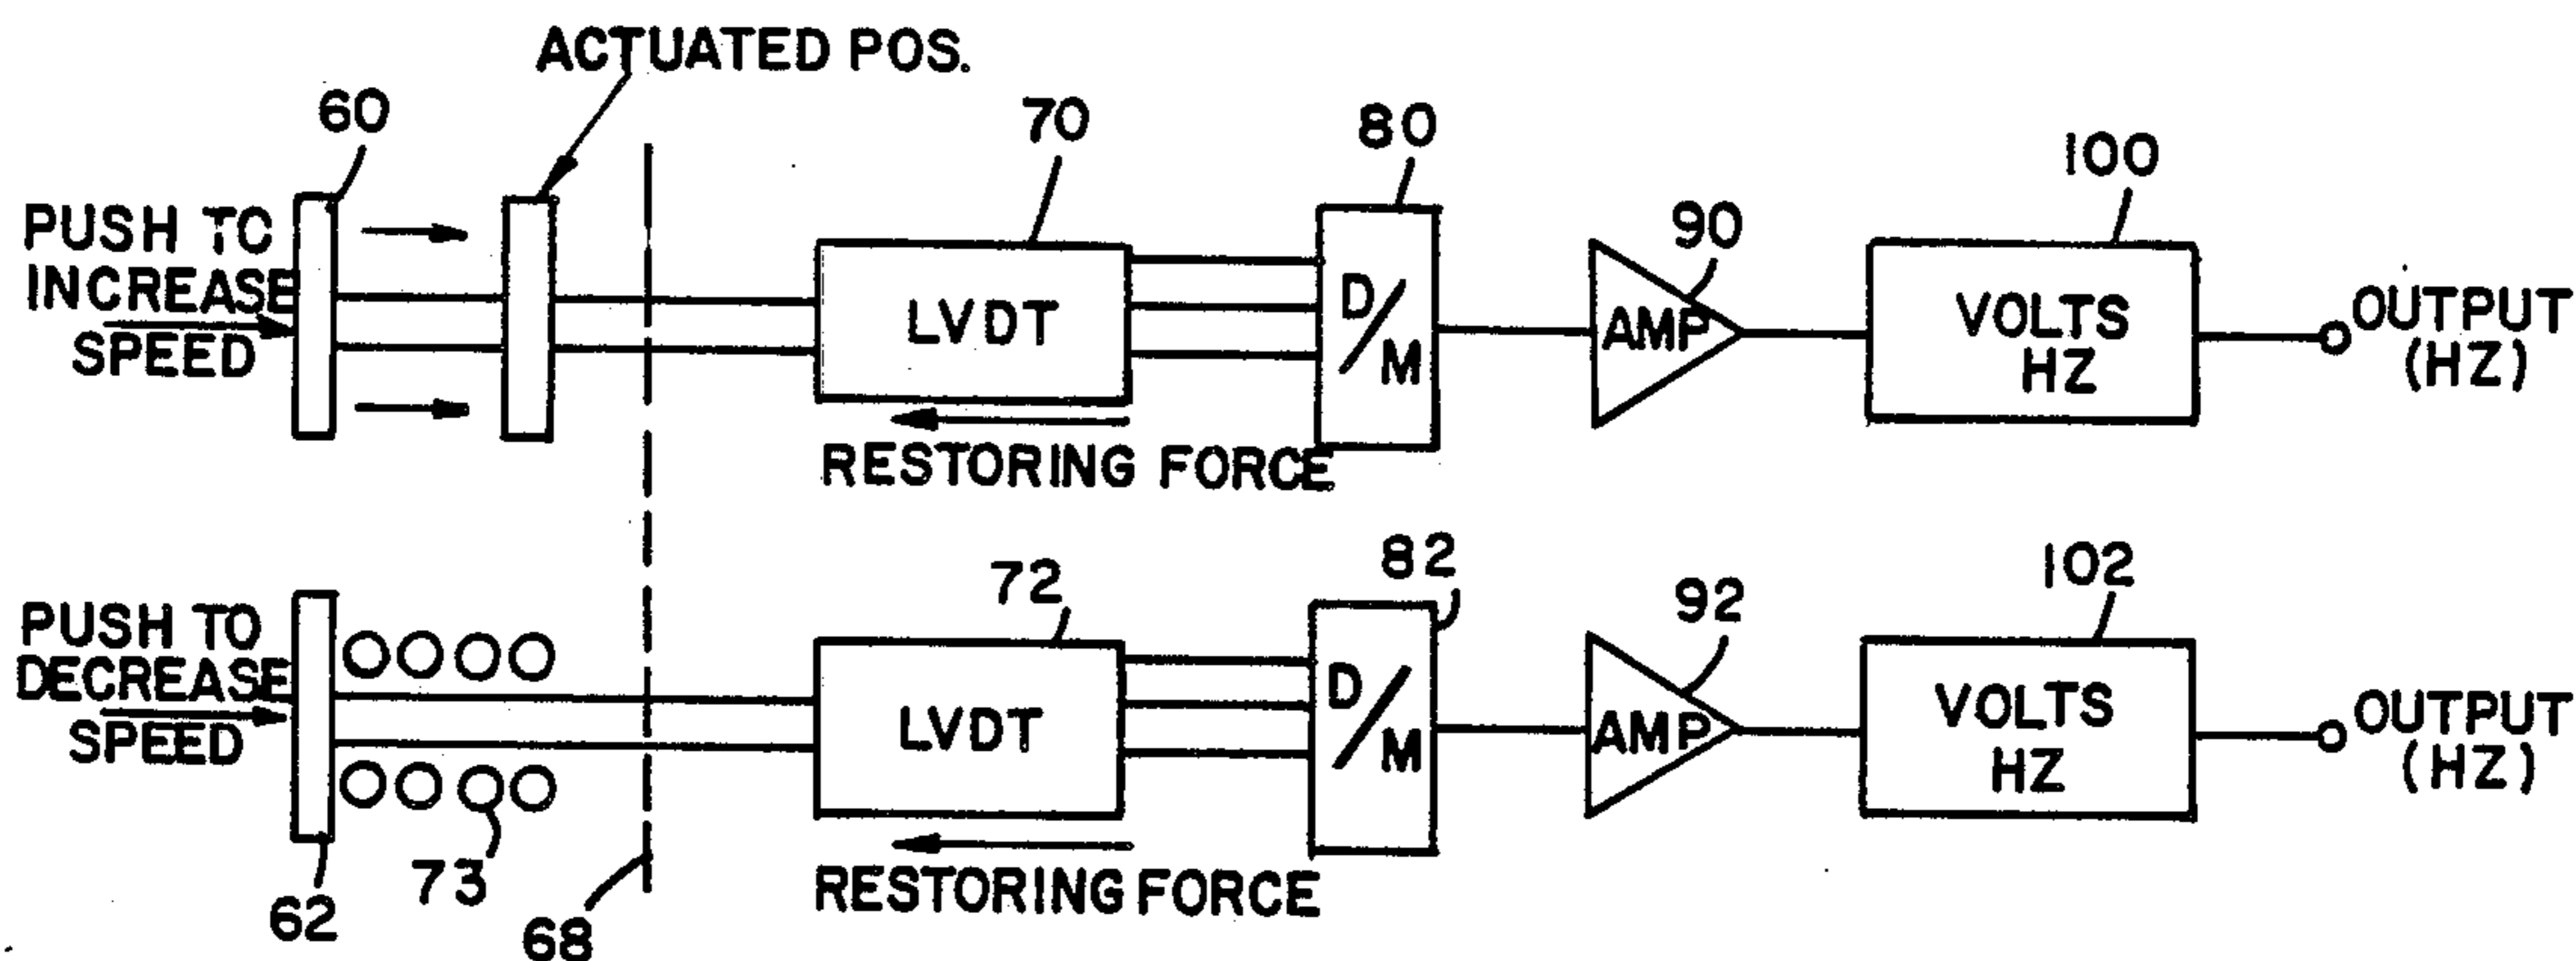 ACTUATED POS.
60
70
80
90
100
PUSH TO
INCREASE
SPEED
LVDT
D/M
AMP
VOLTS
HZ
OUTPUT
(HZ)
RESTORING FORCE
72
82
92
102
PUSH TO
DECREASE
SPEED
LVDT
D/M
AMP
VOLTS
HZ
OUTPUT
(HZ)
73
RESTORING FORCE
62
68